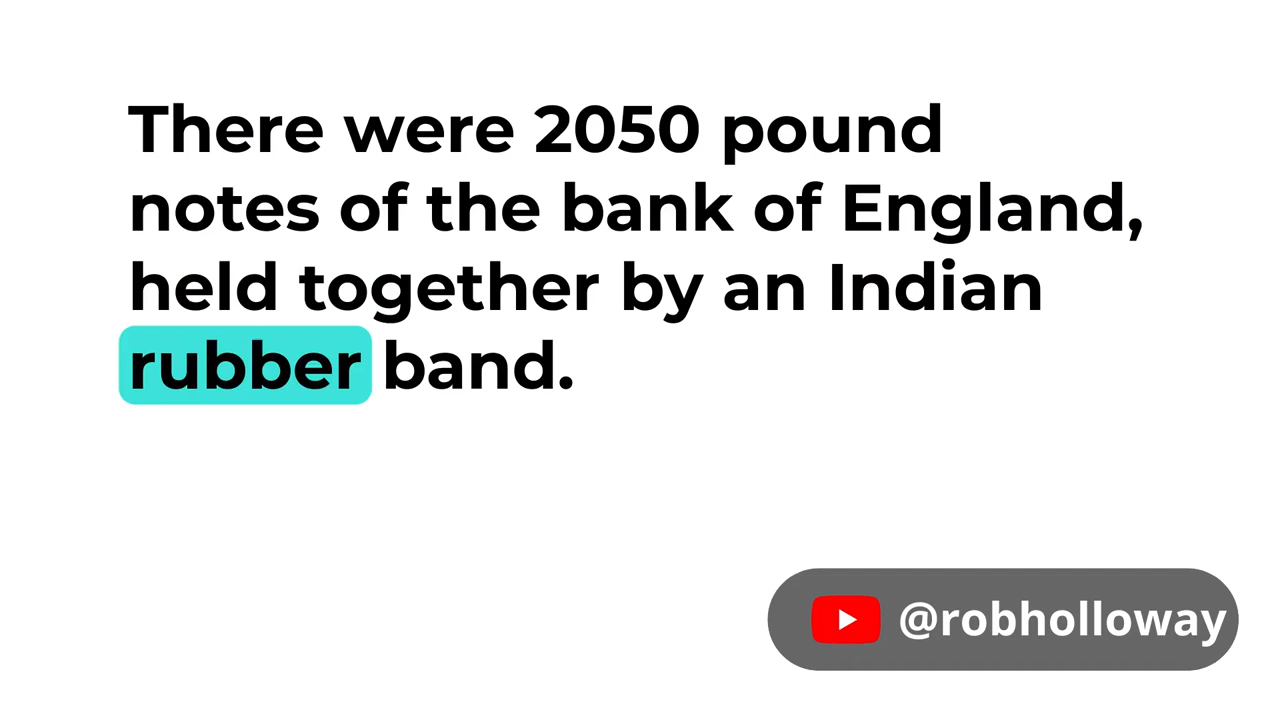 There were 2050 pound
notes of the bank of England,
held together by an Indian
rubber band.
@robholloway